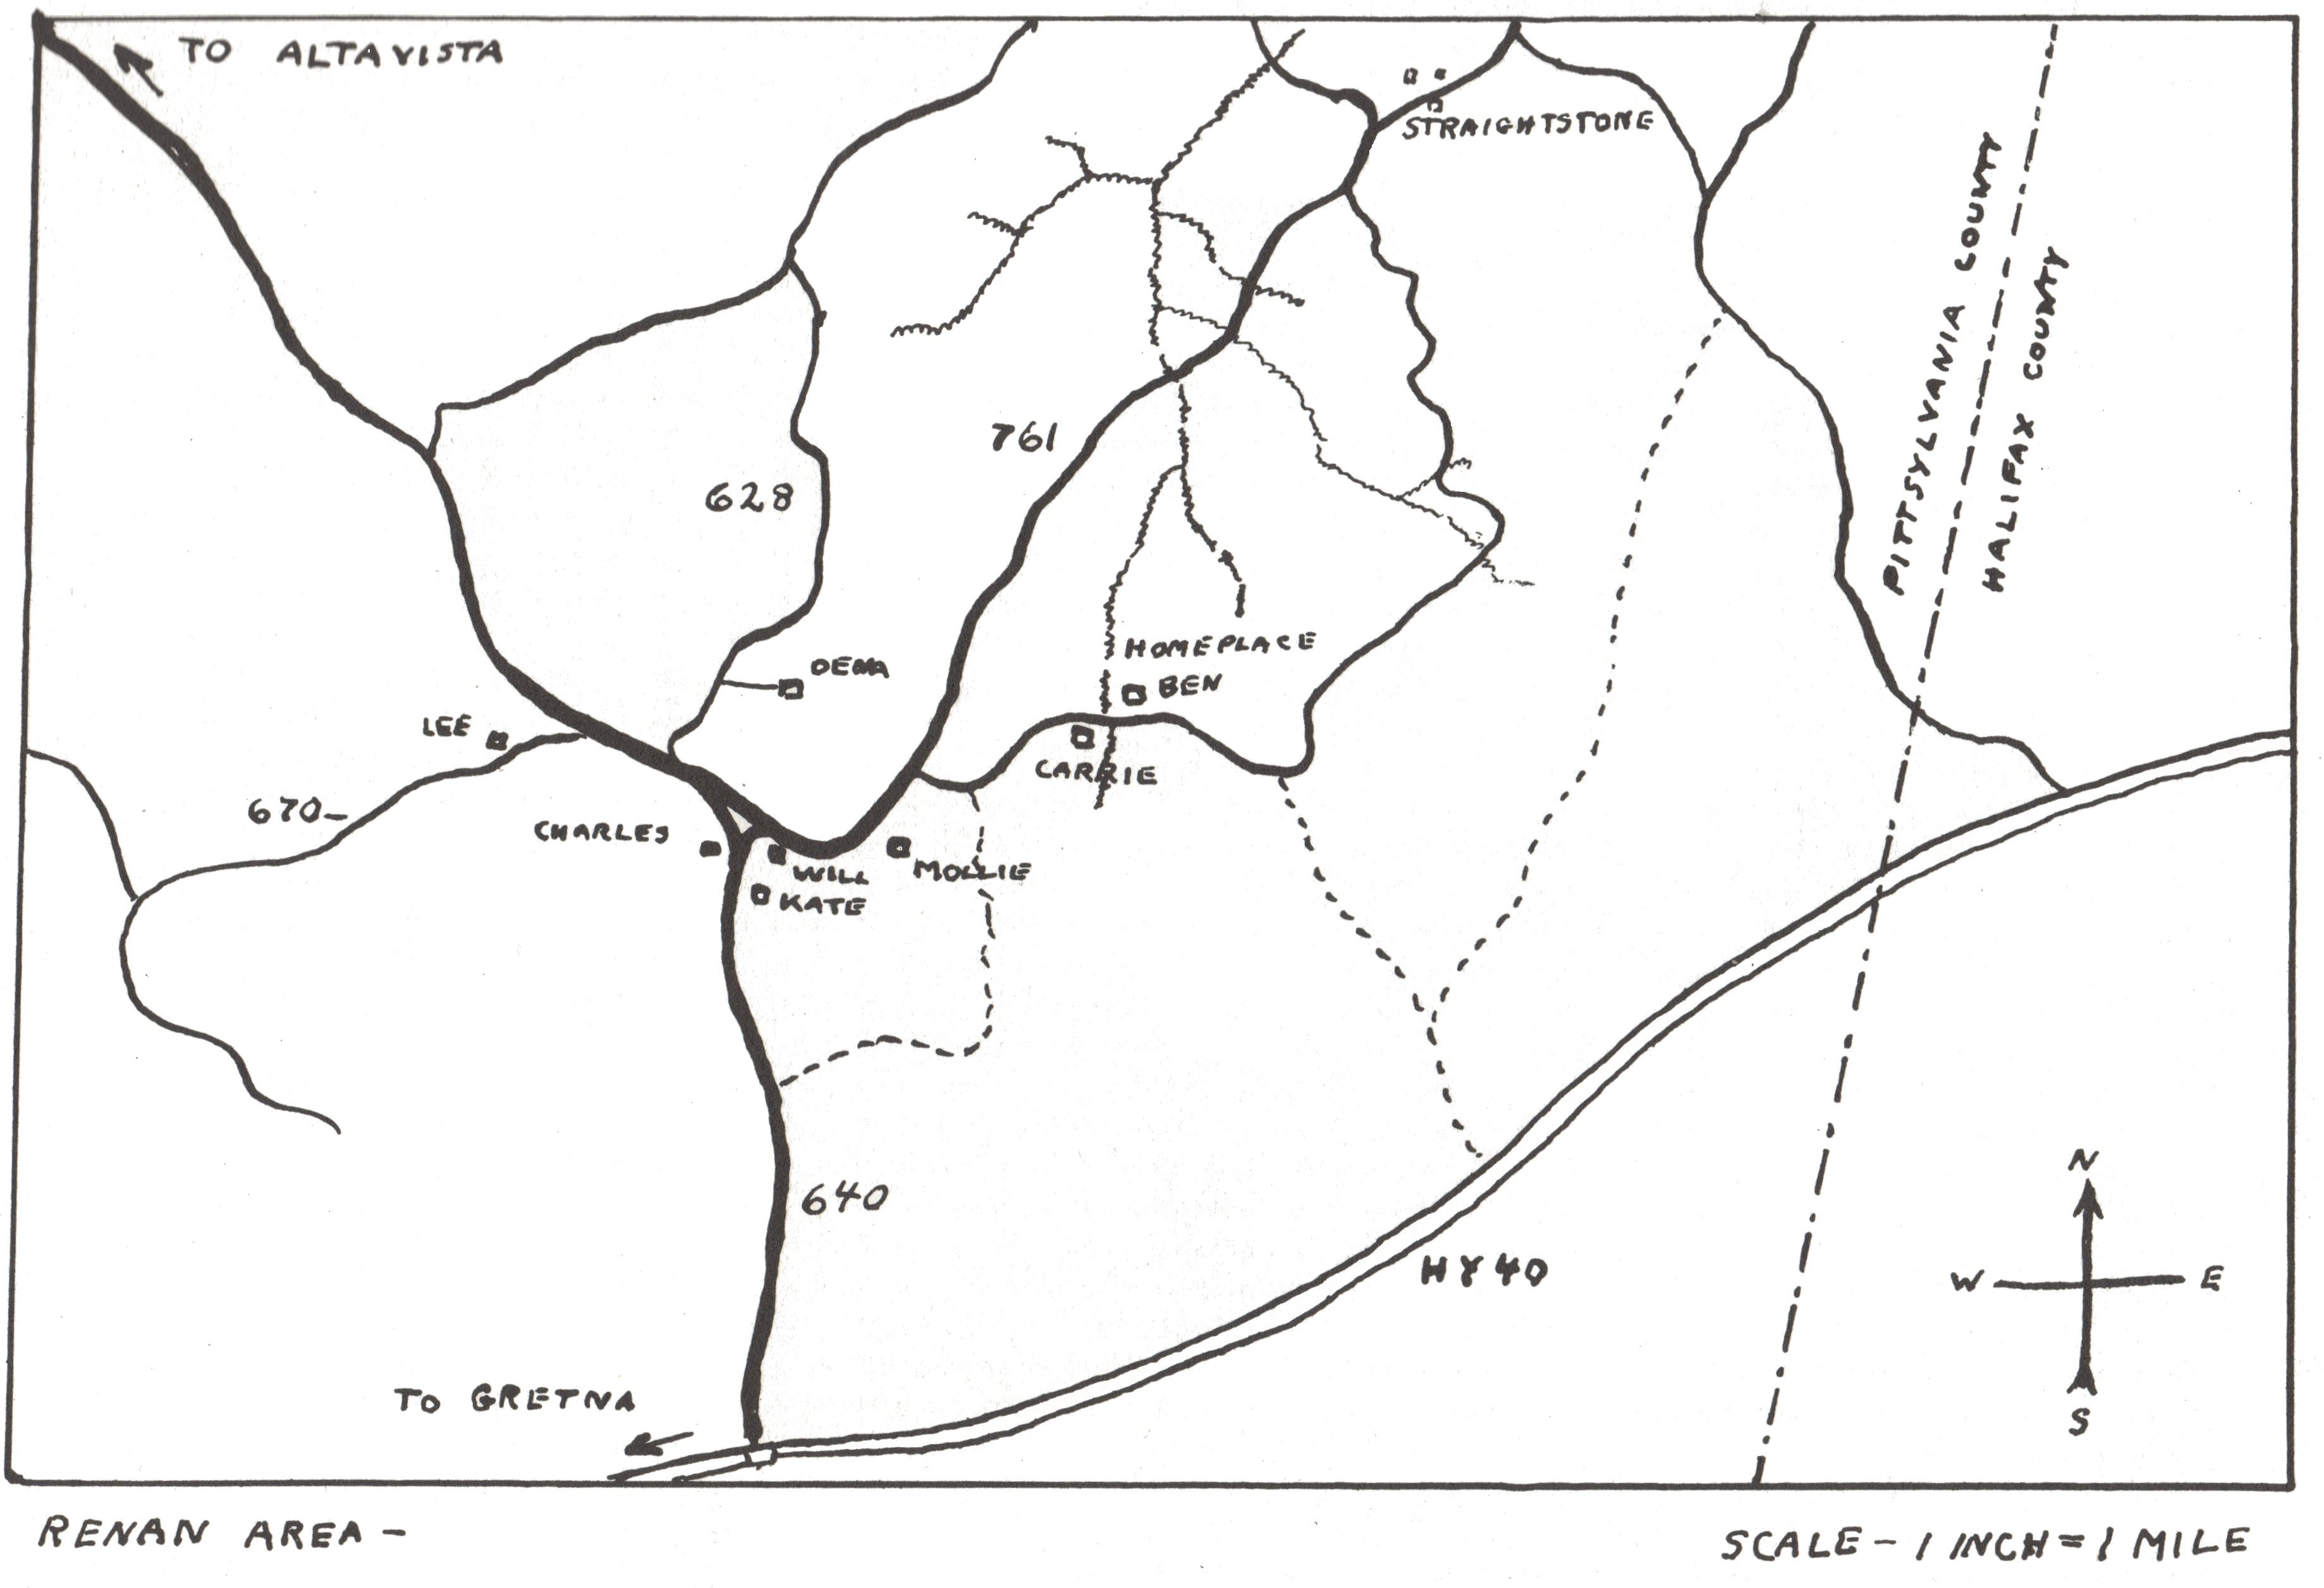 TO ALTAVISTA
STRAIGHTSTONE
PITTSYLVANIA COUNTY
HALIFAX COUNTY
761
628
HOMEPLACE
DEMA
BEN
LEE
CARRIE
670-
CHARLES
WILL
MOLLIE
KATE
640
HY 40
N
W E
S
TO GRETNA
RENAN AREA -
SCALE - 1 INCH = 1 MILE